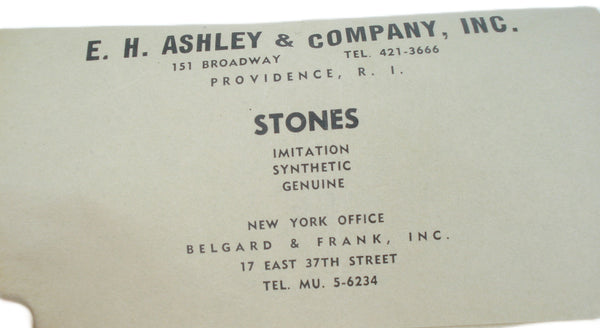 E. H. ASHLEY & COMPANY, INC.
151 BROADWAY TEL. 421-3666
PROVIDENCE, R. I.
STONES
IMITATION
SYNTHETIC
GENUINE
NEW YORK OFFICE
BELGARD & FRANK, INC.
17 EAST 37TH STREET
TEL. MU. 5-6234